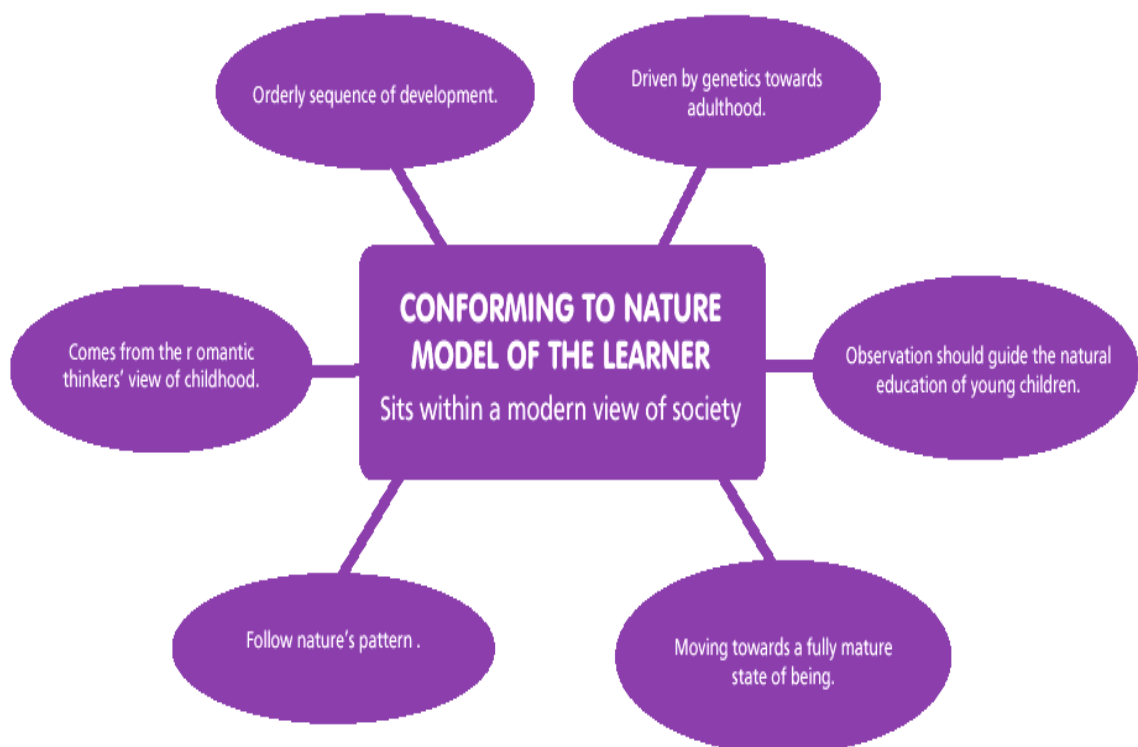 Orderly sequence of development.
Driven by genetics towards
adulthood.
CONFORMING TO NATURE
MODEL OF THE LEARNER
Sits within a modern view of society
Comes from the r omantic
thinkers’ view of childhood.
Observation should guide the natural
education of young children.
Follow nature’s pattern .
Moving towards a fully mature
state of being.